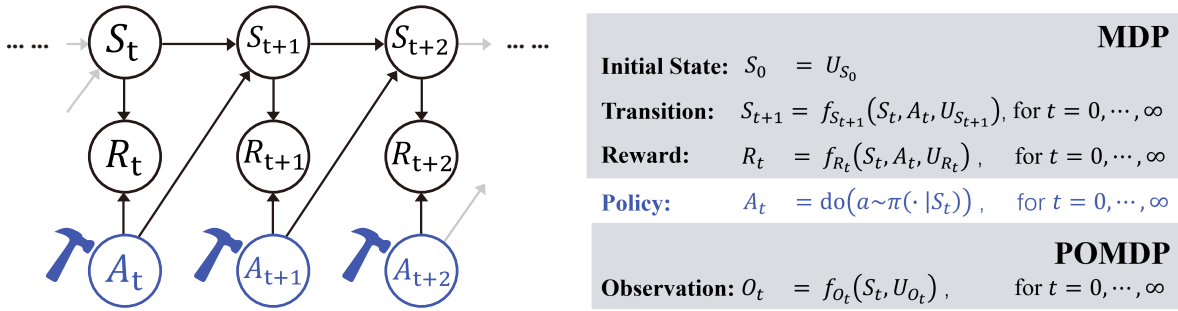 ... ...
S_t
S_{t+1}
S_{t+2}
... ...
R_t
R_{t+1}
R_{t+2}
A_t
A_{t+1}
A_{t+2}
MDP
Initial State: S_0 = U_{S_0}
Transition: S_{t+1} = f_{S_{t+1}}(S_t, A_t, U_{S_{t+1}}), for t = 0, ⋯, ∞
Reward: R_t = f_{R_t}(S_t, A_t, U_{R_t}) , for t = 0, ⋯, ∞
Policy: A_t = do(a~π(· |S_t)) , for t = 0, ⋯, ∞
POMDP
Observation: O_t = f_{O_t}(S_t, U_{O_t}) , for t = 0, ⋯, ∞